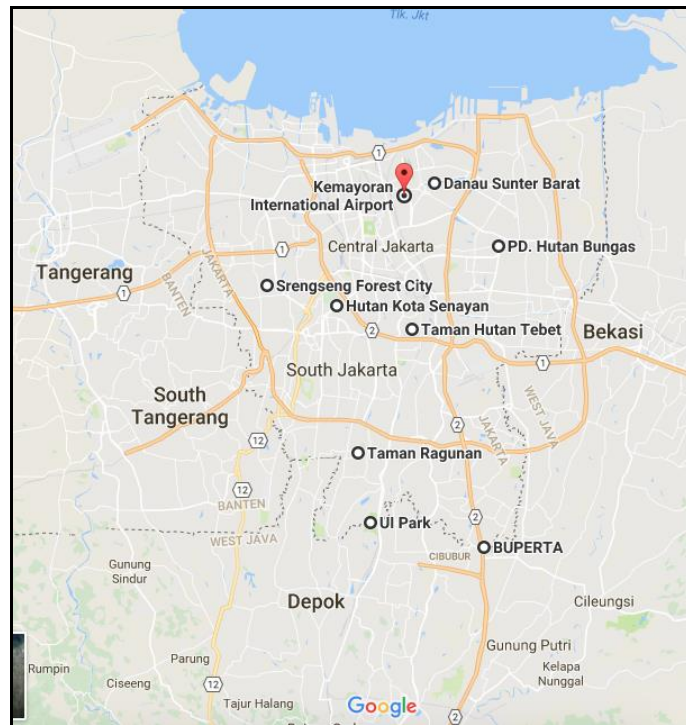 Tlk. Jkt
1
Kemayoran
International Airport
Danau Sunter Barat
Central Jakarta
PD. Hutan Bungas
1
JAKARTA
BANTEN
Tangerang
1
Srengseng Forest City
Hutan Kota Senayan
2
Taman Hutan Tebet
Bekasi
1
South Jakarta
South
Tangerang
WEST JAVA
JAKARTA
2
12
Taman Ragunan
12
BANTEN
WEST JAVA
UI Park
2
BUPERTA
CIBUBUR
Gunung
Sindur
Depok
Cileungsi
Gunung Putri
Parung
Rumpin
Ciseeng
12
Kelapa
Nunggal
Tajur Halang
Google
2